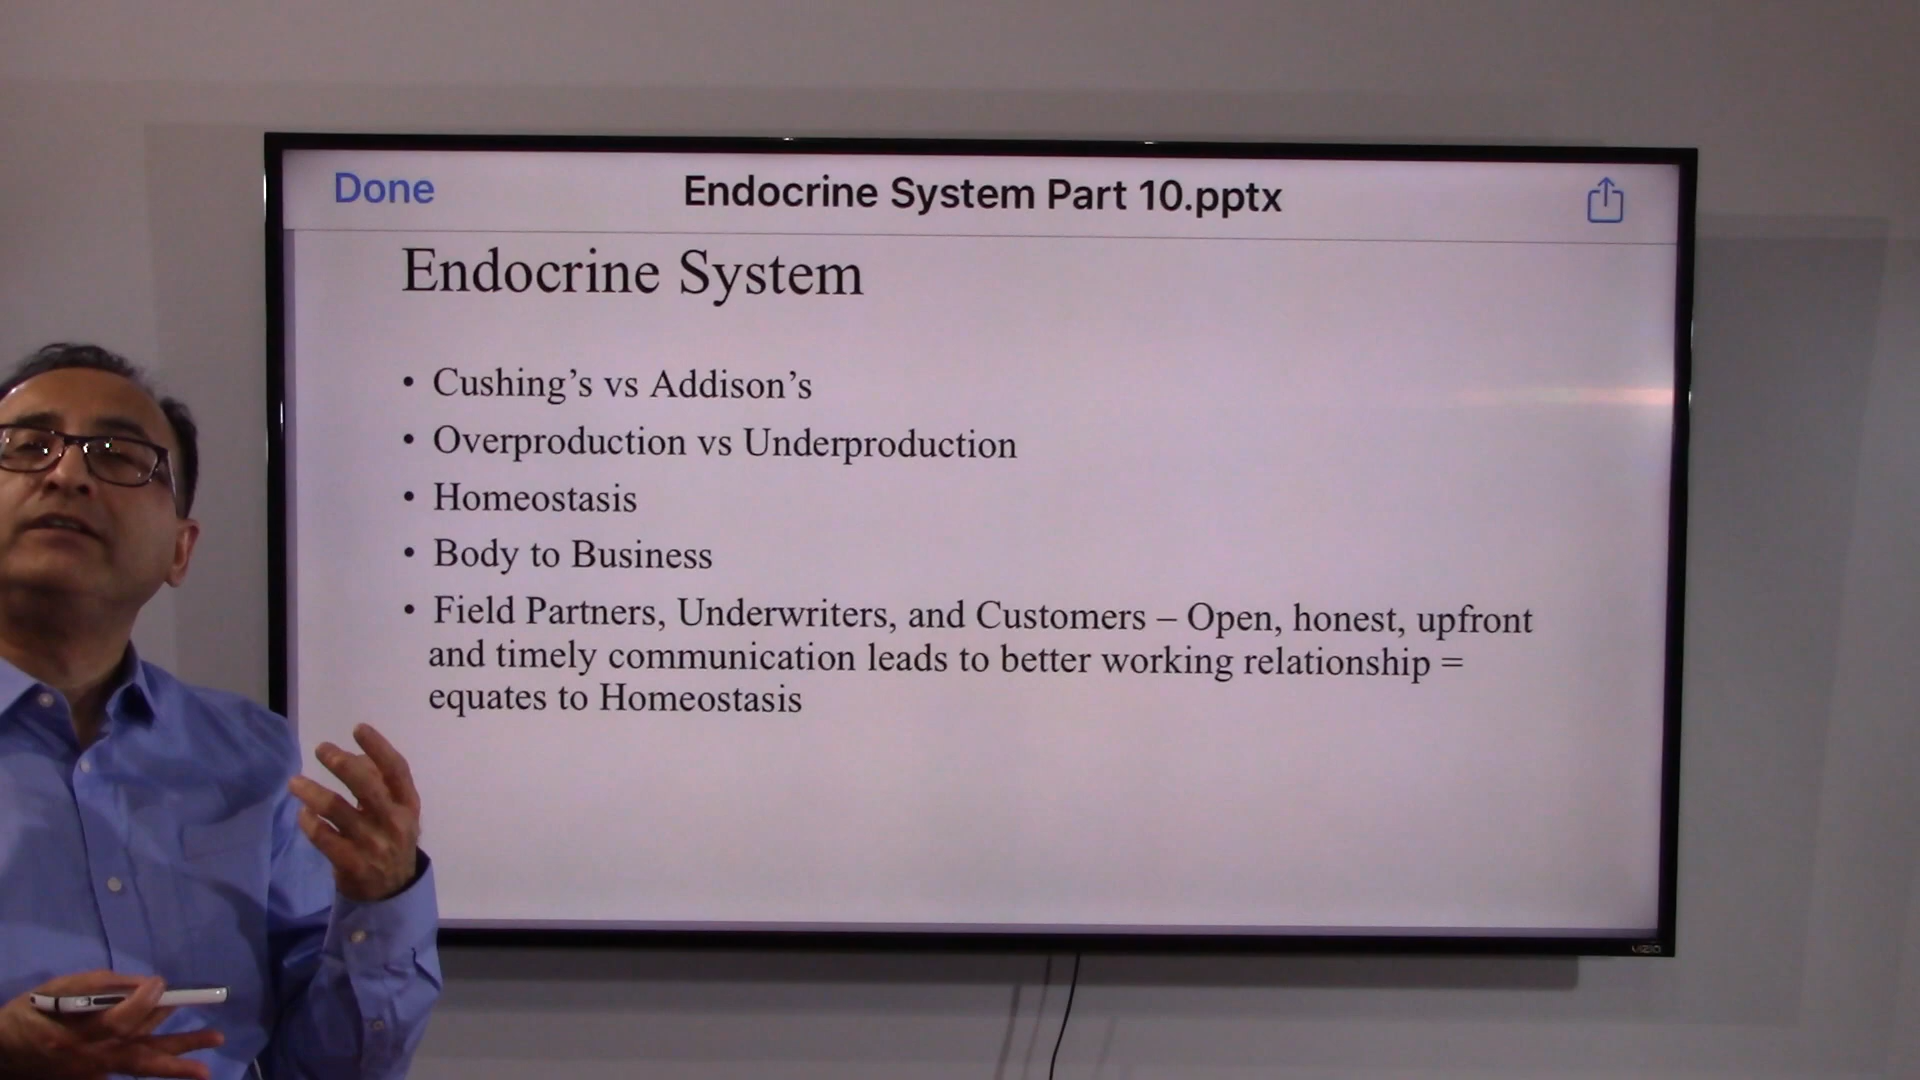 Done
Endocrine System Part 10.pptx
Endocrine System
• Cushing's vs Addison's
• Overproduction vs Underproduction
• Homeostasis
• Body to Business
• Field Partners, Underwriters, and Customers – Open, honest, upfront
and timely communication leads to better working relationship =
equates to Homeostasis
VIZIO